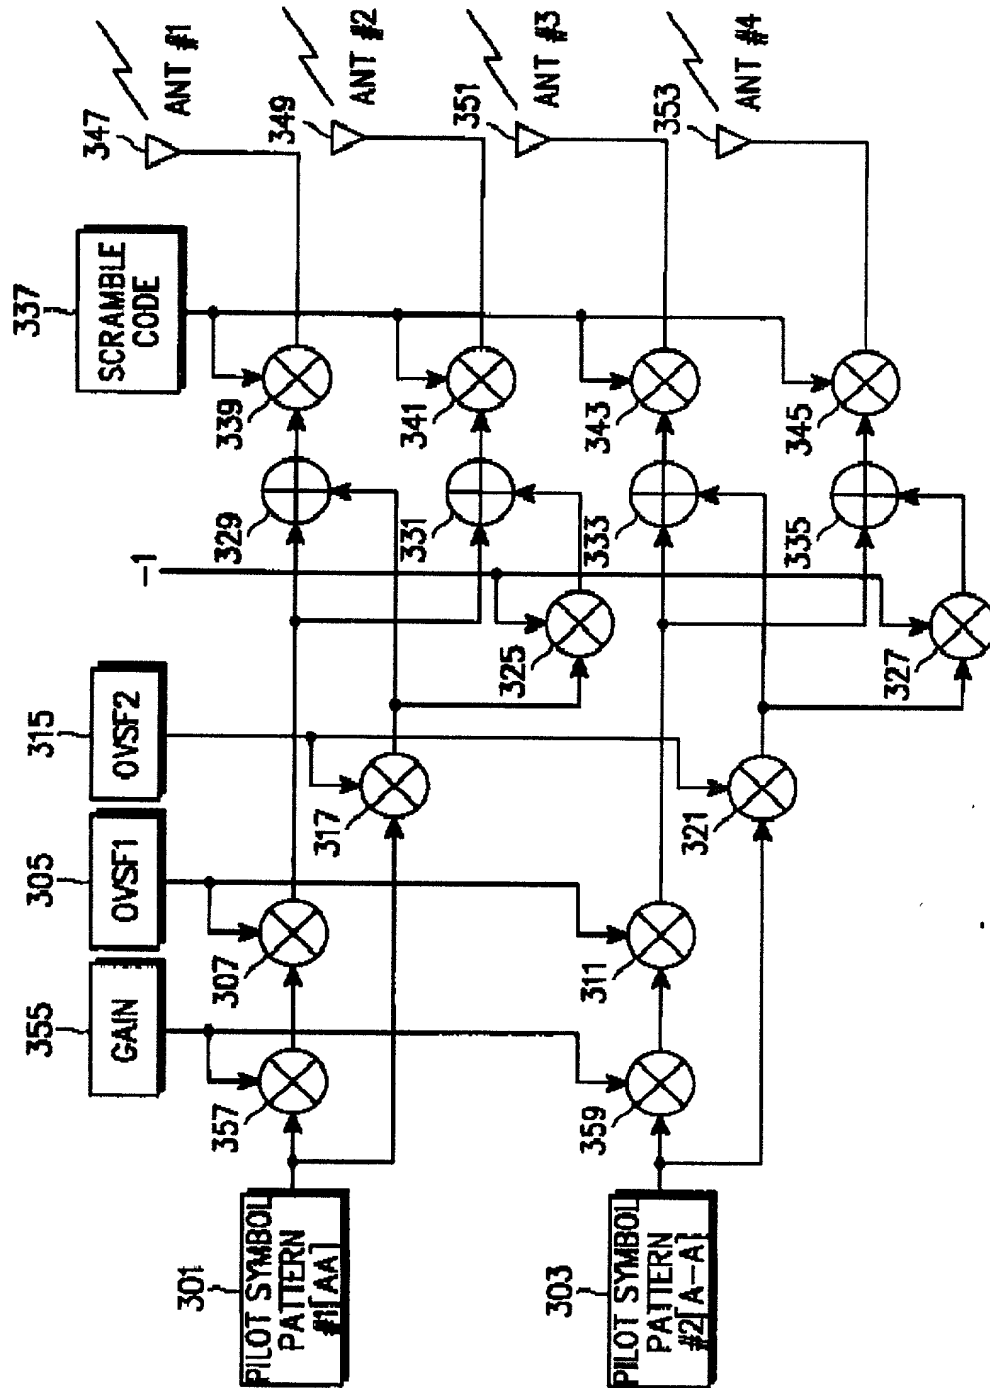 301
PILOT SYMBOL
PATTERN
#1[AA]
303
PILOT SYMBOL
PATTERN
#2[A-A]
355
GAIN
305
OVSF1
315
OVSF2
357
307
317
359
311
321
-1
325
327
329
331
333
335
337
SCRAMBLE
CODE
339
341
343
345
347
ANT #1
349
ANT #2
351
ANT #3
353
ANT #4